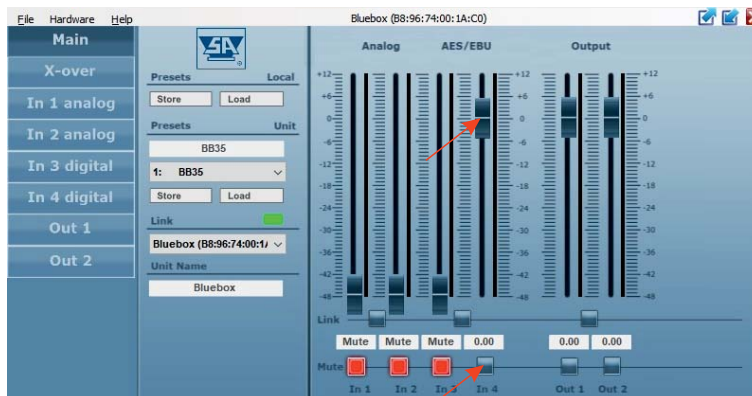 File Hardware Help Bluebox (B8:96:74:00:1A:C0)
Main
X-over
In 1 analog
In 2 analog
In 3 digital
In 4 digital
Out 1
Out 2
SA
Presets Local
Store Load
Presets Unit
BB35
1: BB35
Store Load
Link
Bluebox (B8:96:74:00:1/
Unit Name
Bluebox
Analog AES/EBU Output
+12 +12 +12
+6 +6 +6
0 0 0
-6 -6 -6
-12 -12 -12
-18 -18 -18
-24 -24 -24
-30 -30 -30
-36 -36 -36
-42 -42 -42
-48 -48 -48
Link
Mute Mute Mute 0.00 0.00 0.00
Mute
In 1 In 2 In 3 In 4 Out 1 Out 2